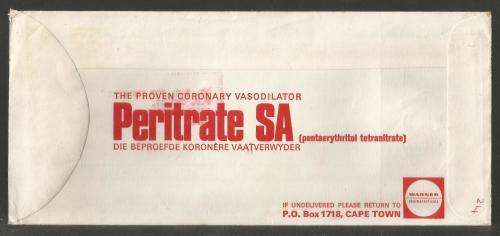 THE PROVEN CORONARY VASODILATOR
Peritrate SA (pentaerythritol tetranitrate)
DIE BEPROEFDE KORONÊRE VAATVERWYDER
IF UNDELIVERED PLEASE RETURN TO
P.O. Box 1718, CAPE TOWN
WARNER
24